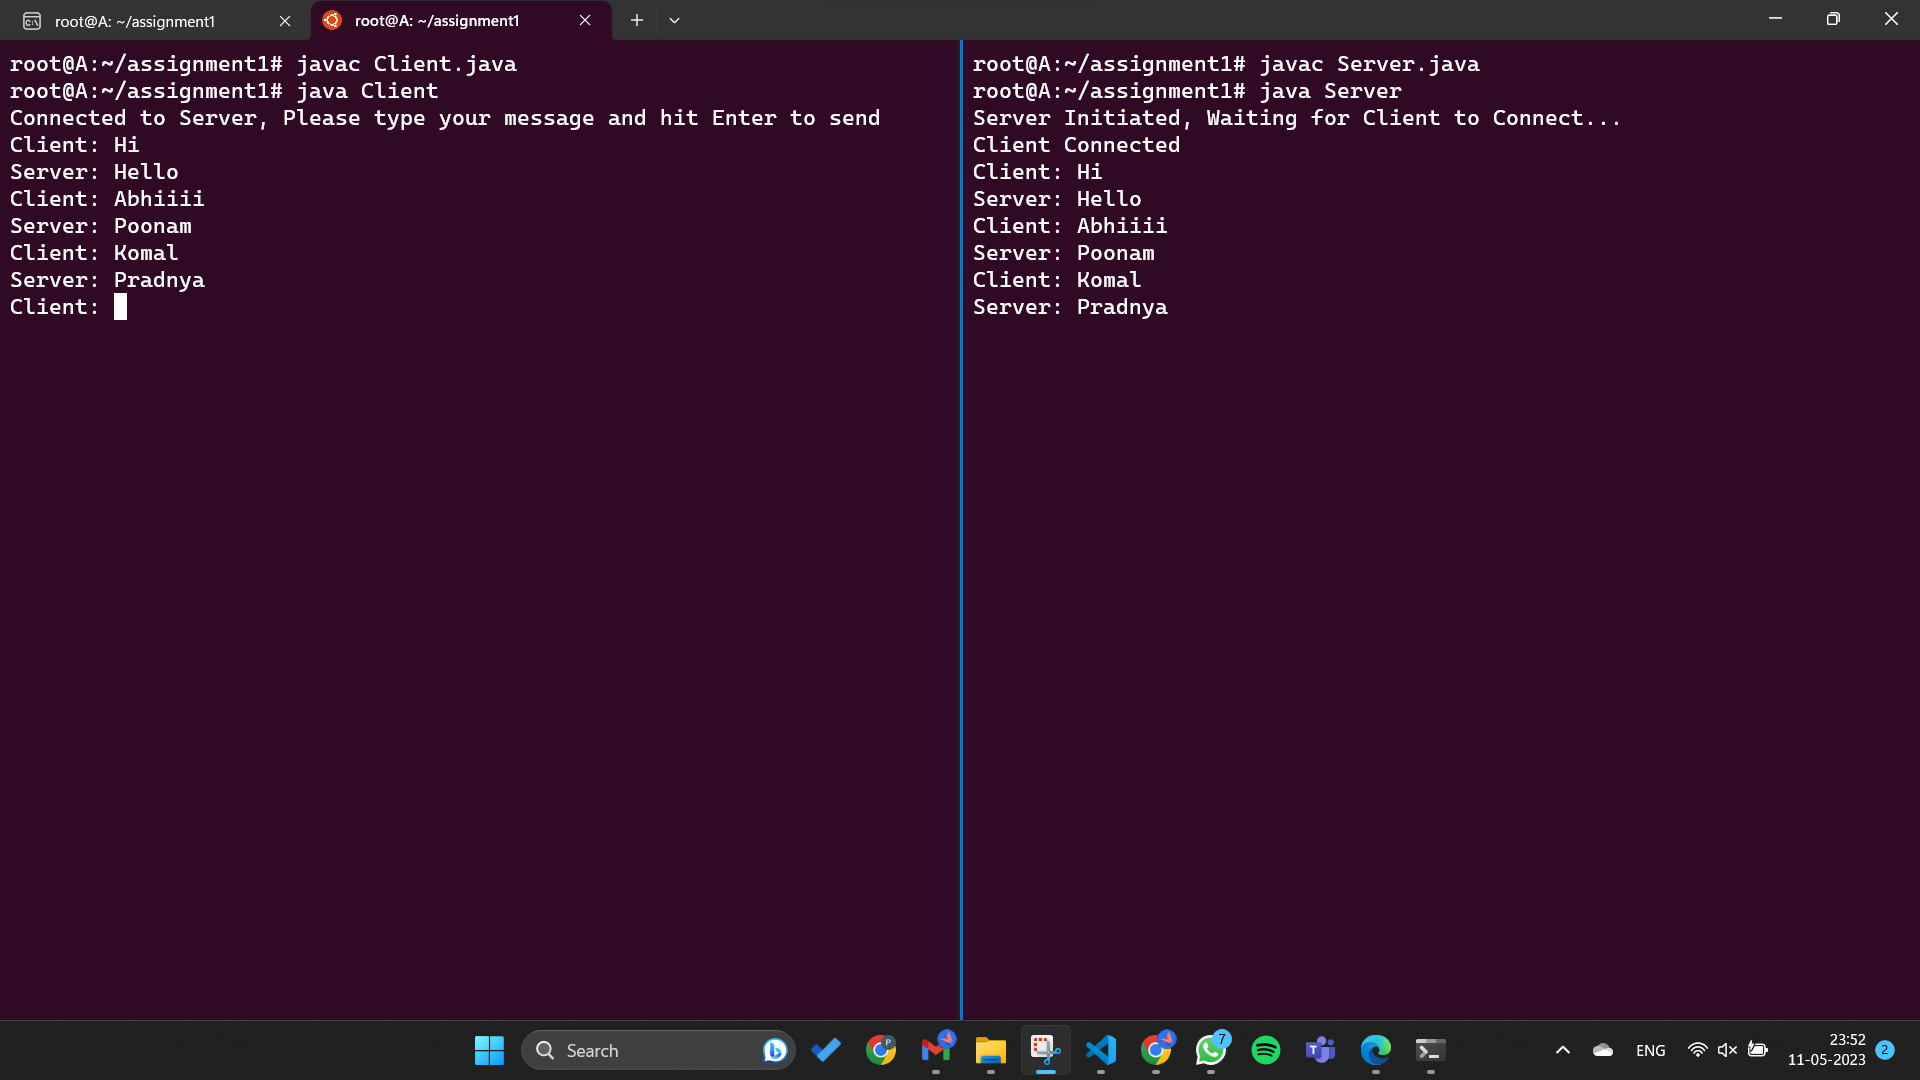 root@A: ~/assignment1
root@A: ~/assignment1
root@A:~/assignment1# javac Client.java
root@A:~/assignment1# java Client
Connected to Server, Please type your message and hit Enter to send
Client: Hi
Server: Hello
Client: Abhiiii
Server: Poonam
Client: Komal
Server: Pradnya
Client:
root@A:~/assignment1# javac Server.java
root@A:~/assignment1# java Server
Server Initiated, Waiting for Client to Connect...
Client Connected
Client: Hi
Server: Hello
Client: Abhiiii
Server: Poonam
Client: Komal
Server: Pradnya
Search
P
7
T
ENG
23:52
11-05-2023
2